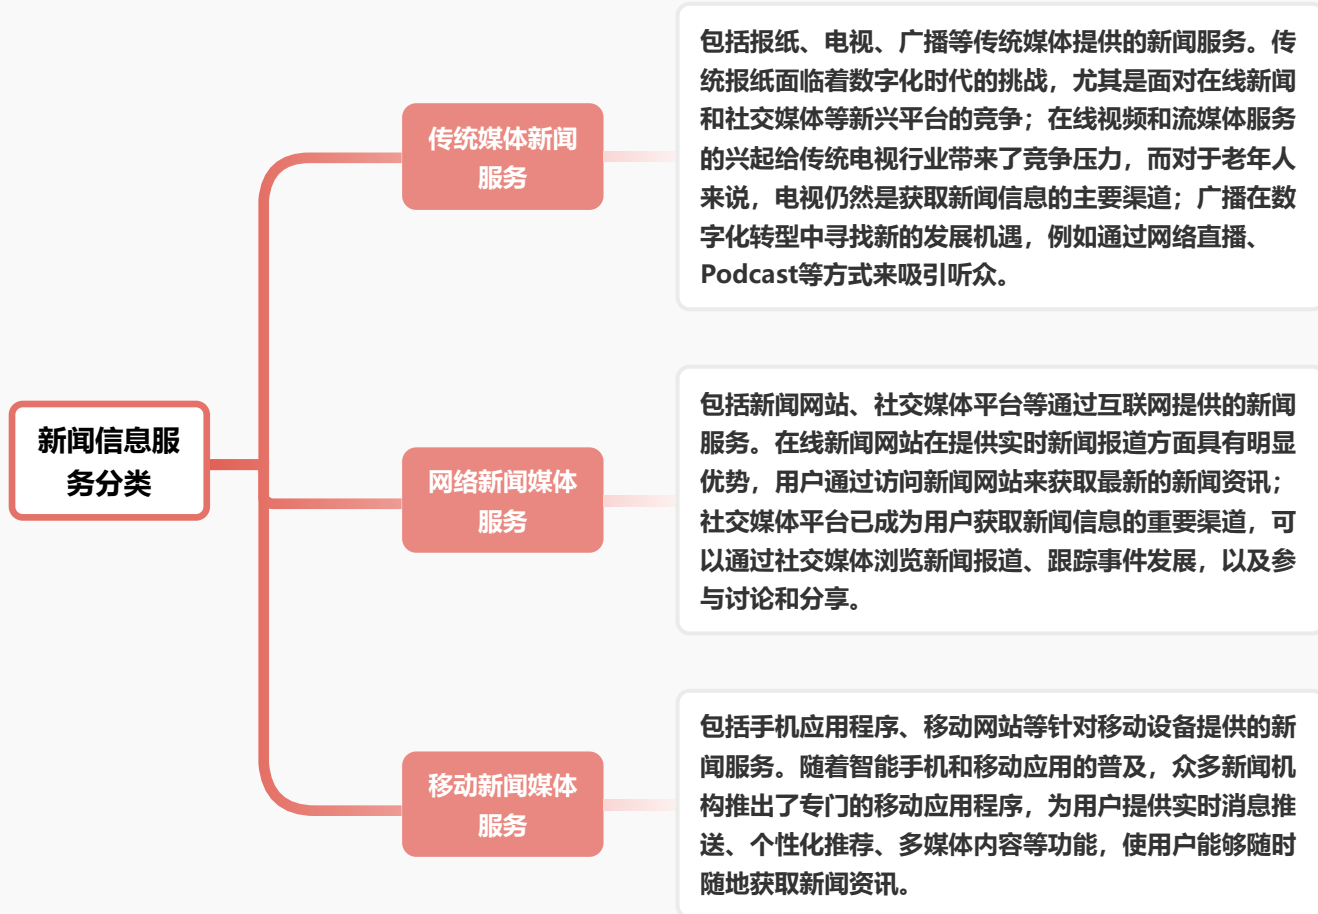 新闻信息服
务分类
传统媒体新闻
服务
包括报纸、电视、广播等传统媒体提供的新闻服务。传
统报纸面临着数字化时代的挑战，尤其是面对在线新闻
和社交媒体等新兴平台的竞争；在线视频和流媒体服务
的兴起给传统电视行业带来了竞争压力，而对于老年人
来说，电视仍然是获取新闻信息的主要渠道；广播在数
字化转型中寻找新的发展机遇，例如通过网络直播、
Podcast等方式来吸引听众。
网络新闻媒体
服务
包括新闻网站、社交媒体平台等通过互联网提供的新闻
服务。在线新闻网站在提供实时新闻报道方面具有明显
优势，用户通过访问新闻网站来获取最新的新闻资讯；
社交媒体平台已成为用户获取新闻信息的重要渠道，可
以通过社交媒体浏览新闻报道、跟踪事件发展，以及参
与讨论和分享。
移动新闻媒体
服务
包括手机应用程序、移动网站等针对移动设备提供的新
闻服务。随着智能手机和移动应用的普及，众多新闻机
构推出了专门的移动应用程序，为用户提供实时消息推
送、个性化推荐、多媒体内容等功能，使用户能够随时
随地获取新闻资讯。